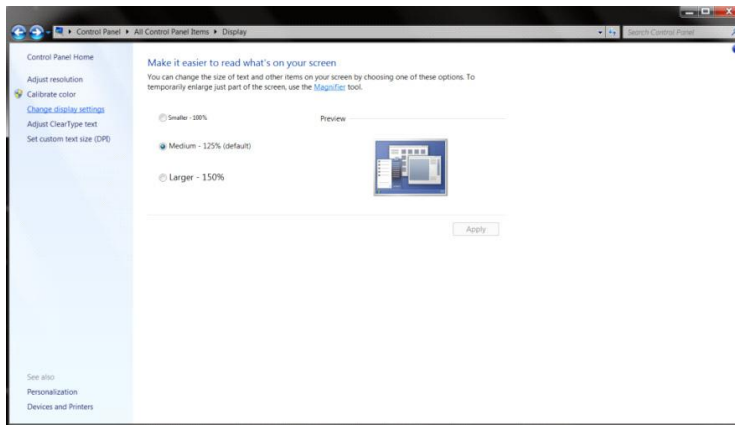 Control Panel ▸ All Control Panel Items ▸ Display
Search Control Panel
Control Panel Home
Adjust resolution
Calibrate color
Change display settings
Adjust ClearType text
Set custom text size (DPI)
See also
Personalization
Devices and Printers
Make it easier to read what's on your screen
You can change the size of text and other items on your screen by choosing one of these options. To
temporarily enlarge just part of the screen, use the Magnifier tool.
Smaller - 100%
Preview
Medium - 125% (default)
Larger - 150%
Apply